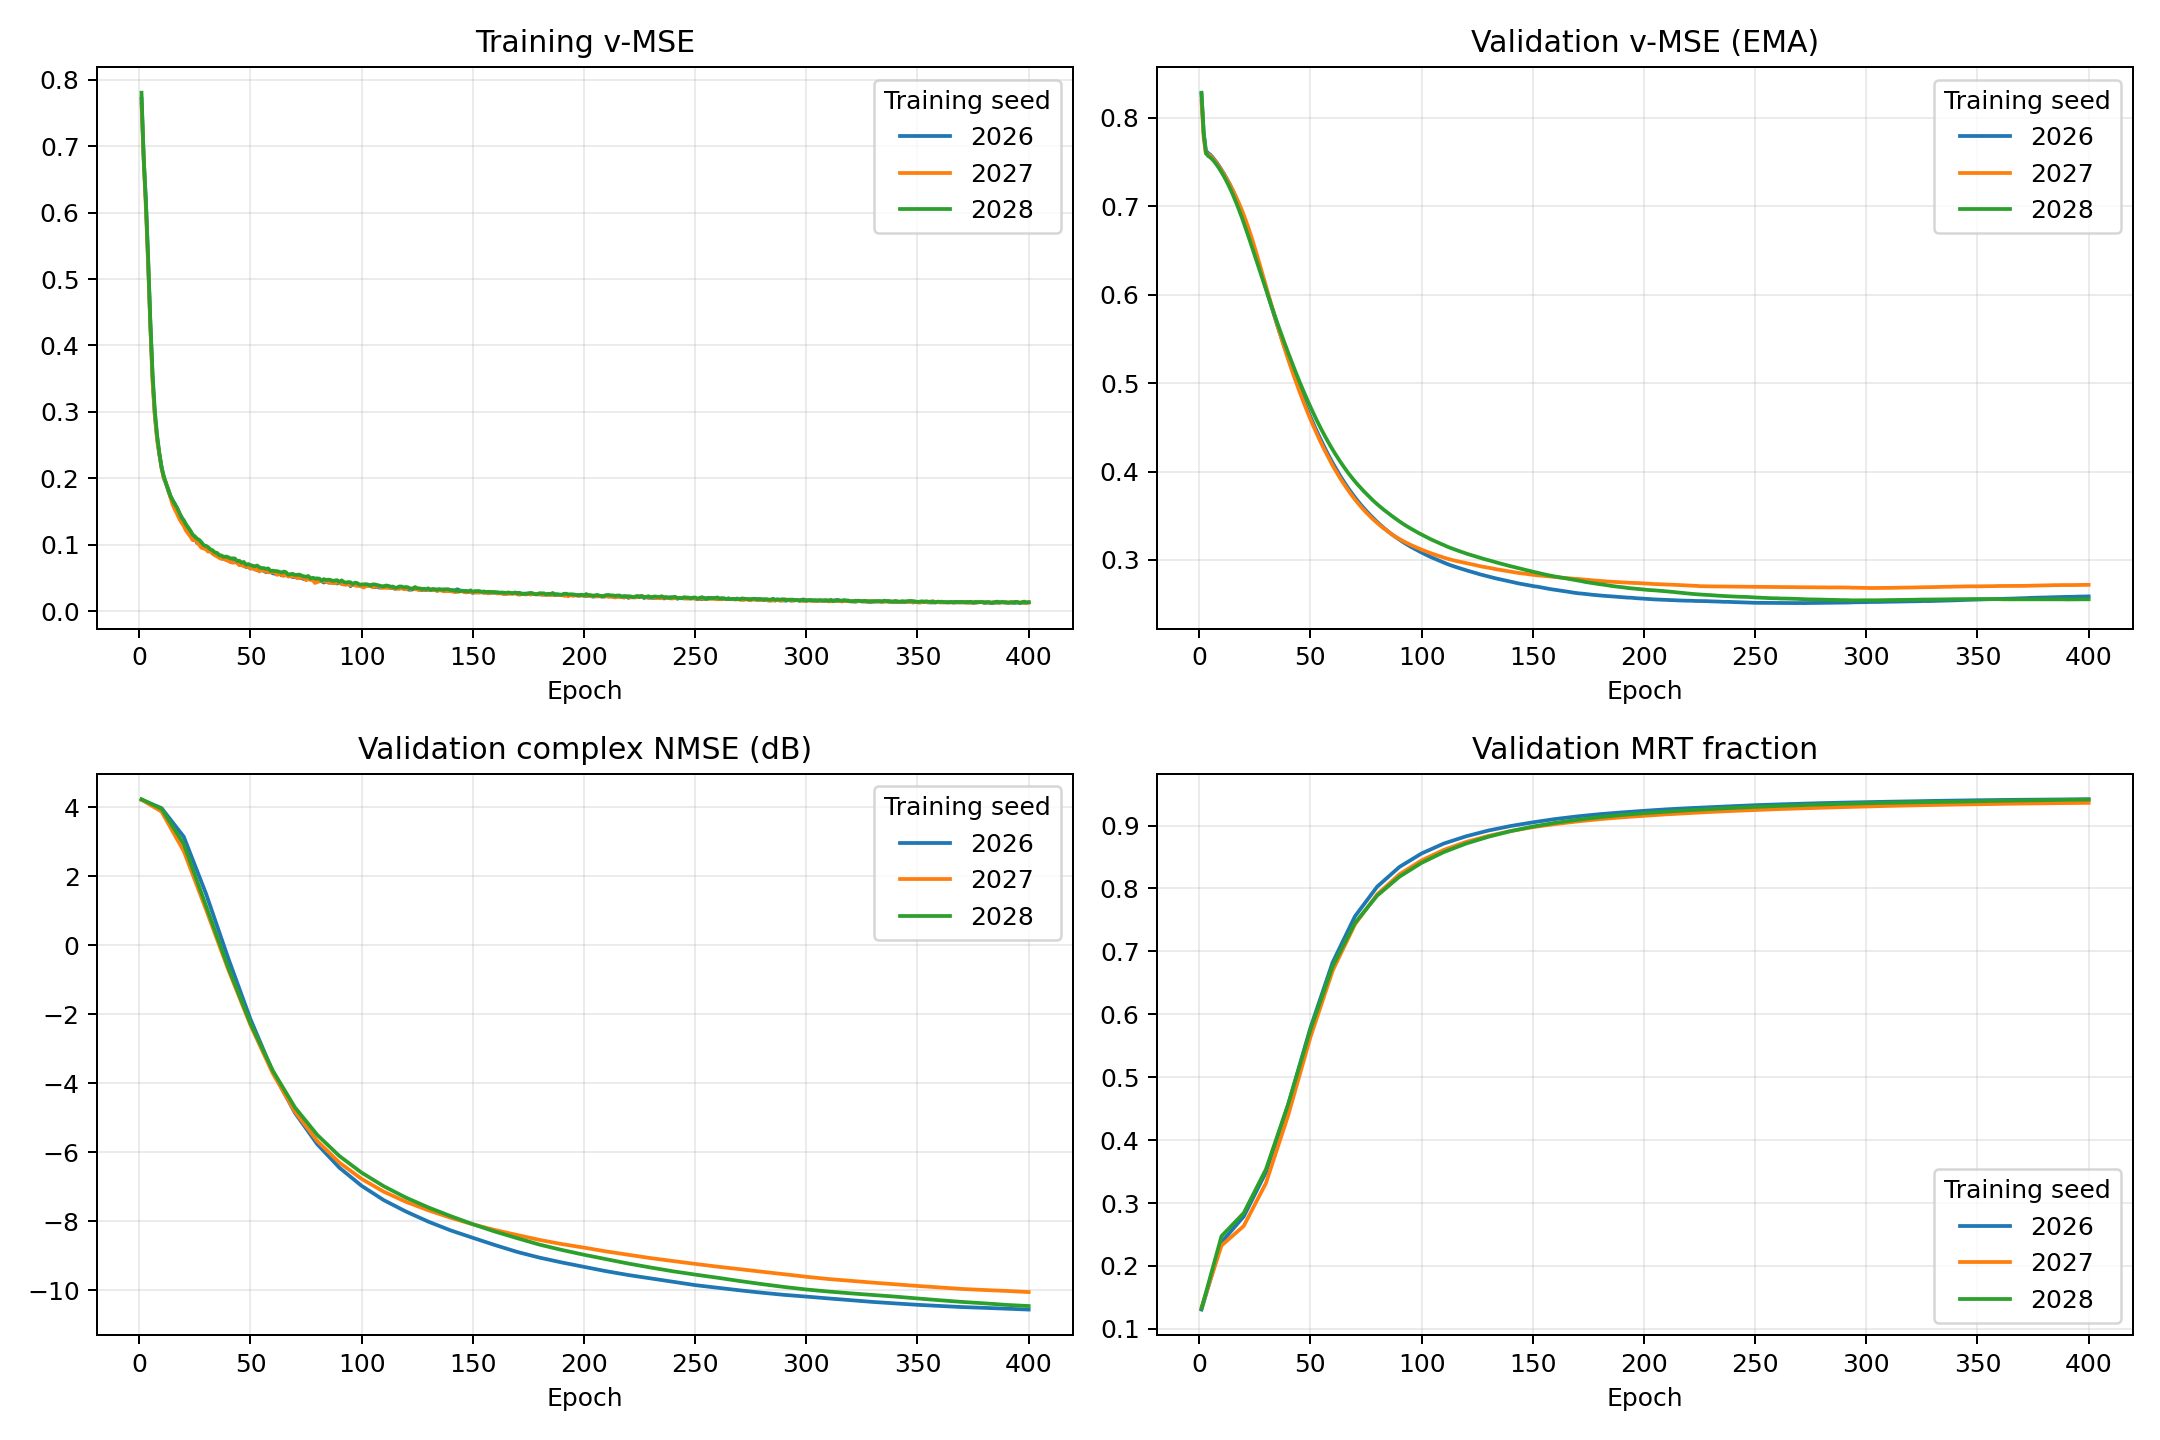 Training v-MSE
0.8
0.7
0.6
0.5
0.4
0.3
0.2
0.1
0.0
Training seed
2026
2027
2028
0 50 100 150 200 250 300 350 400
Epoch
Validation v-MSE (EMA)
0.8
0.7
0.6
0.5
0.4
0.3
Training seed
2026
2027
2028
0 50 100 150 200 250 300 350 400
Epoch
Validation complex NMSE (dB)
4
2
0
−2
−4
−6
−8
−10
Training seed
2026
2027
2028
0 50 100 150 200 250 300 350 400
Epoch
Validation MRT fraction
0.9
0.8
0.7
0.6
0.5
0.4
0.3
0.2
0.1
Training seed
2026
2027
2028
0 50 100 150 200 250 300 350 400
Epoch